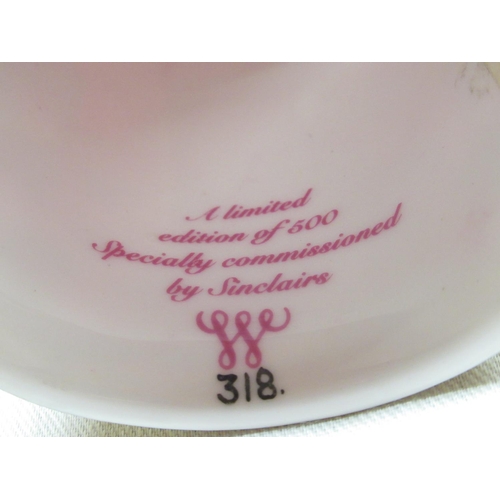 A limited
edition of 500
Specially commissioned
by Sinclairs
W
318.